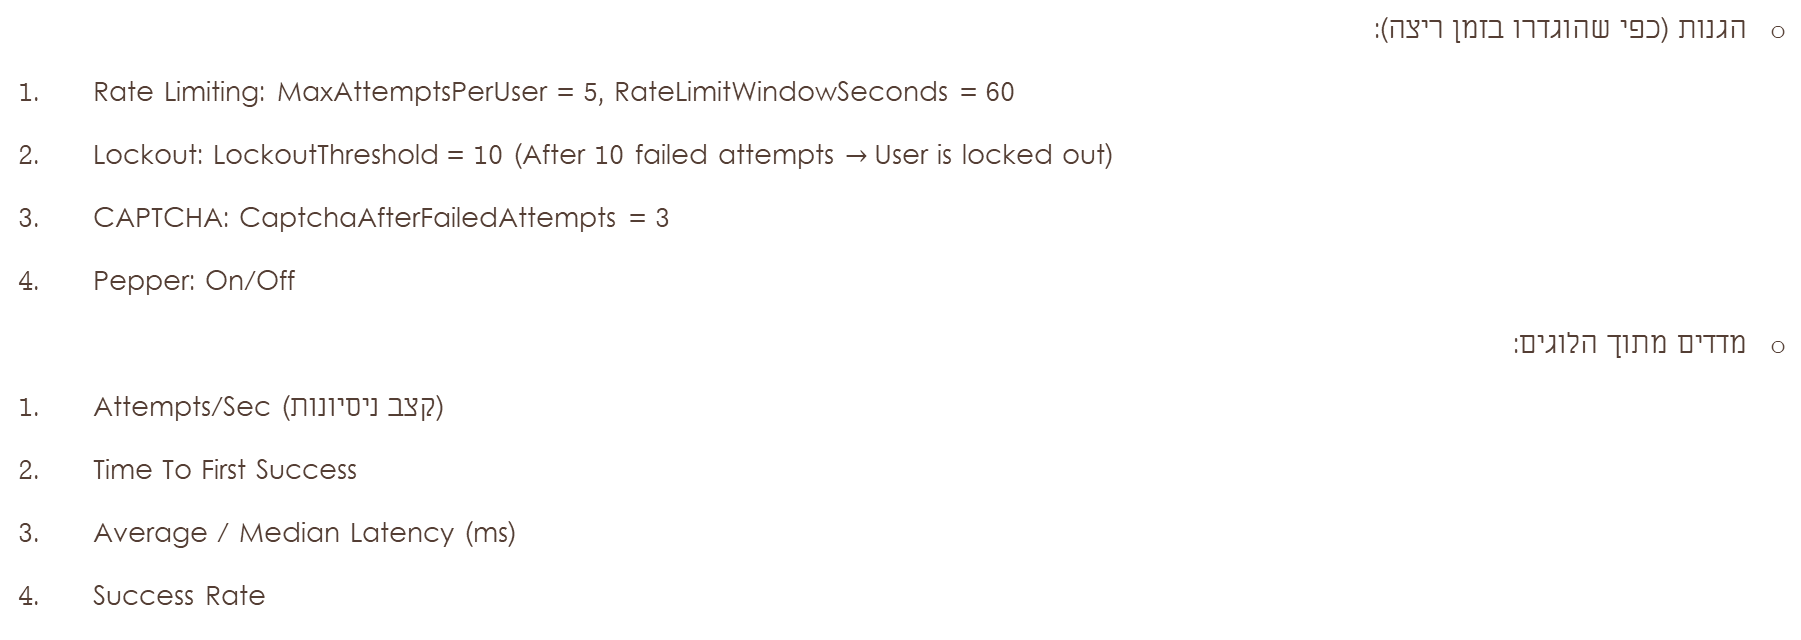 ○ הגנות (כפי שהוגדרו בזמן ריצה):
1. Rate Limiting: MaxAttemptsPerUser = 5, RateLimitWindowSeconds = 60
2. Lockout: LockoutThreshold = 10 (After 10 failed attempts → User is locked out)
3. CAPTCHA: CaptchaAfterFailedAttempts = 3
4. Pepper: On/Off
○ מדדים מתוך הלוגים:
1. Attempts/Sec (קצב ניסיונות)
2. Time To First Success
3. Average / Median Latency (ms)
4. Success Rate